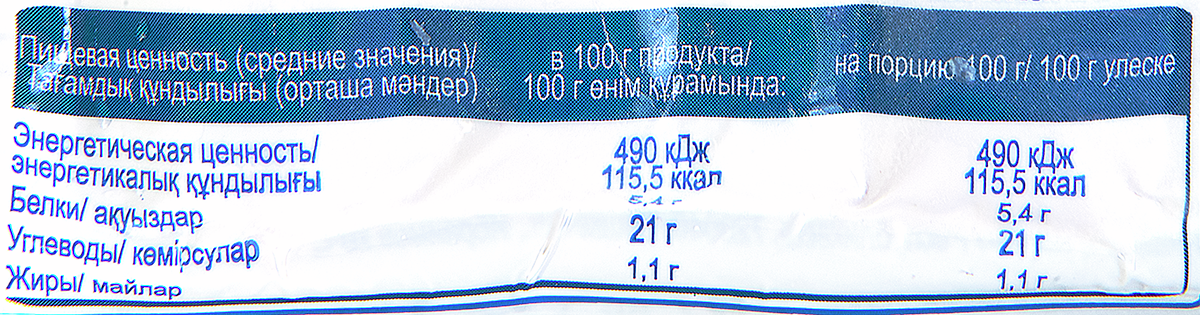 Пищевая ценность (средние значения)/
Тағамдық құндылығы (орташа мәндер)
в 100 г продукта/
100 г өнім құрамында:
на порцию 100 г/ 100 г үлеске
Энергетическая ценность/
энергетикалық құндылығы
490 кДж
115,5 ккал
490 кДж
115,5 ккал
Белки/ ақуыздар
5,4 г
5,4 г
Углеводы/ көмірсулар
21 г
21 г
Жиры/ майлар
1,1 г
1,1 г